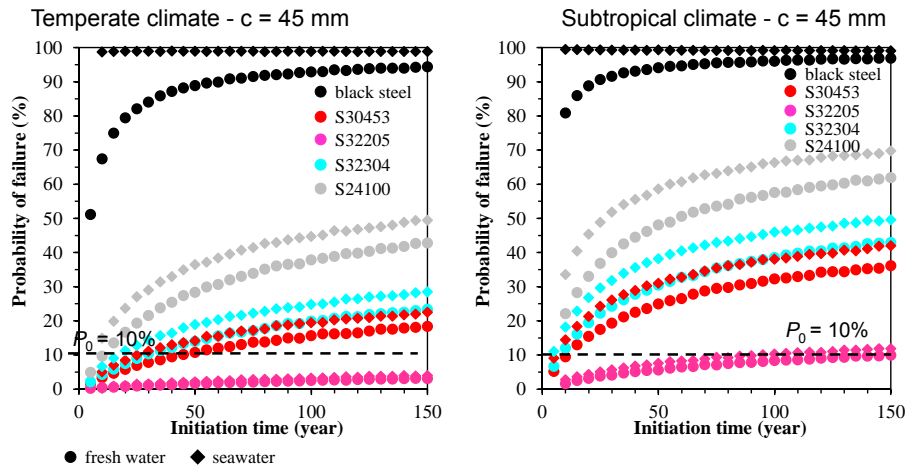 Temperate climate - c = 45 mm
Subtropical climate - c = 45 mm
Probability of failure (%)
100
90
80
70
60
50
40
30
20
10
0
black steel
S30453
S32205
S32304
S24100
P0 = 10%
0
50
100
150
Initiation time (year)
Probability of failure (%)
100
90
80
70
60
50
40
30
20
10
0
black steel
S30453
S32205
S32304
S24100
P0 = 10%
0
50
100
150
Initiation time (year)
fresh water
seawater